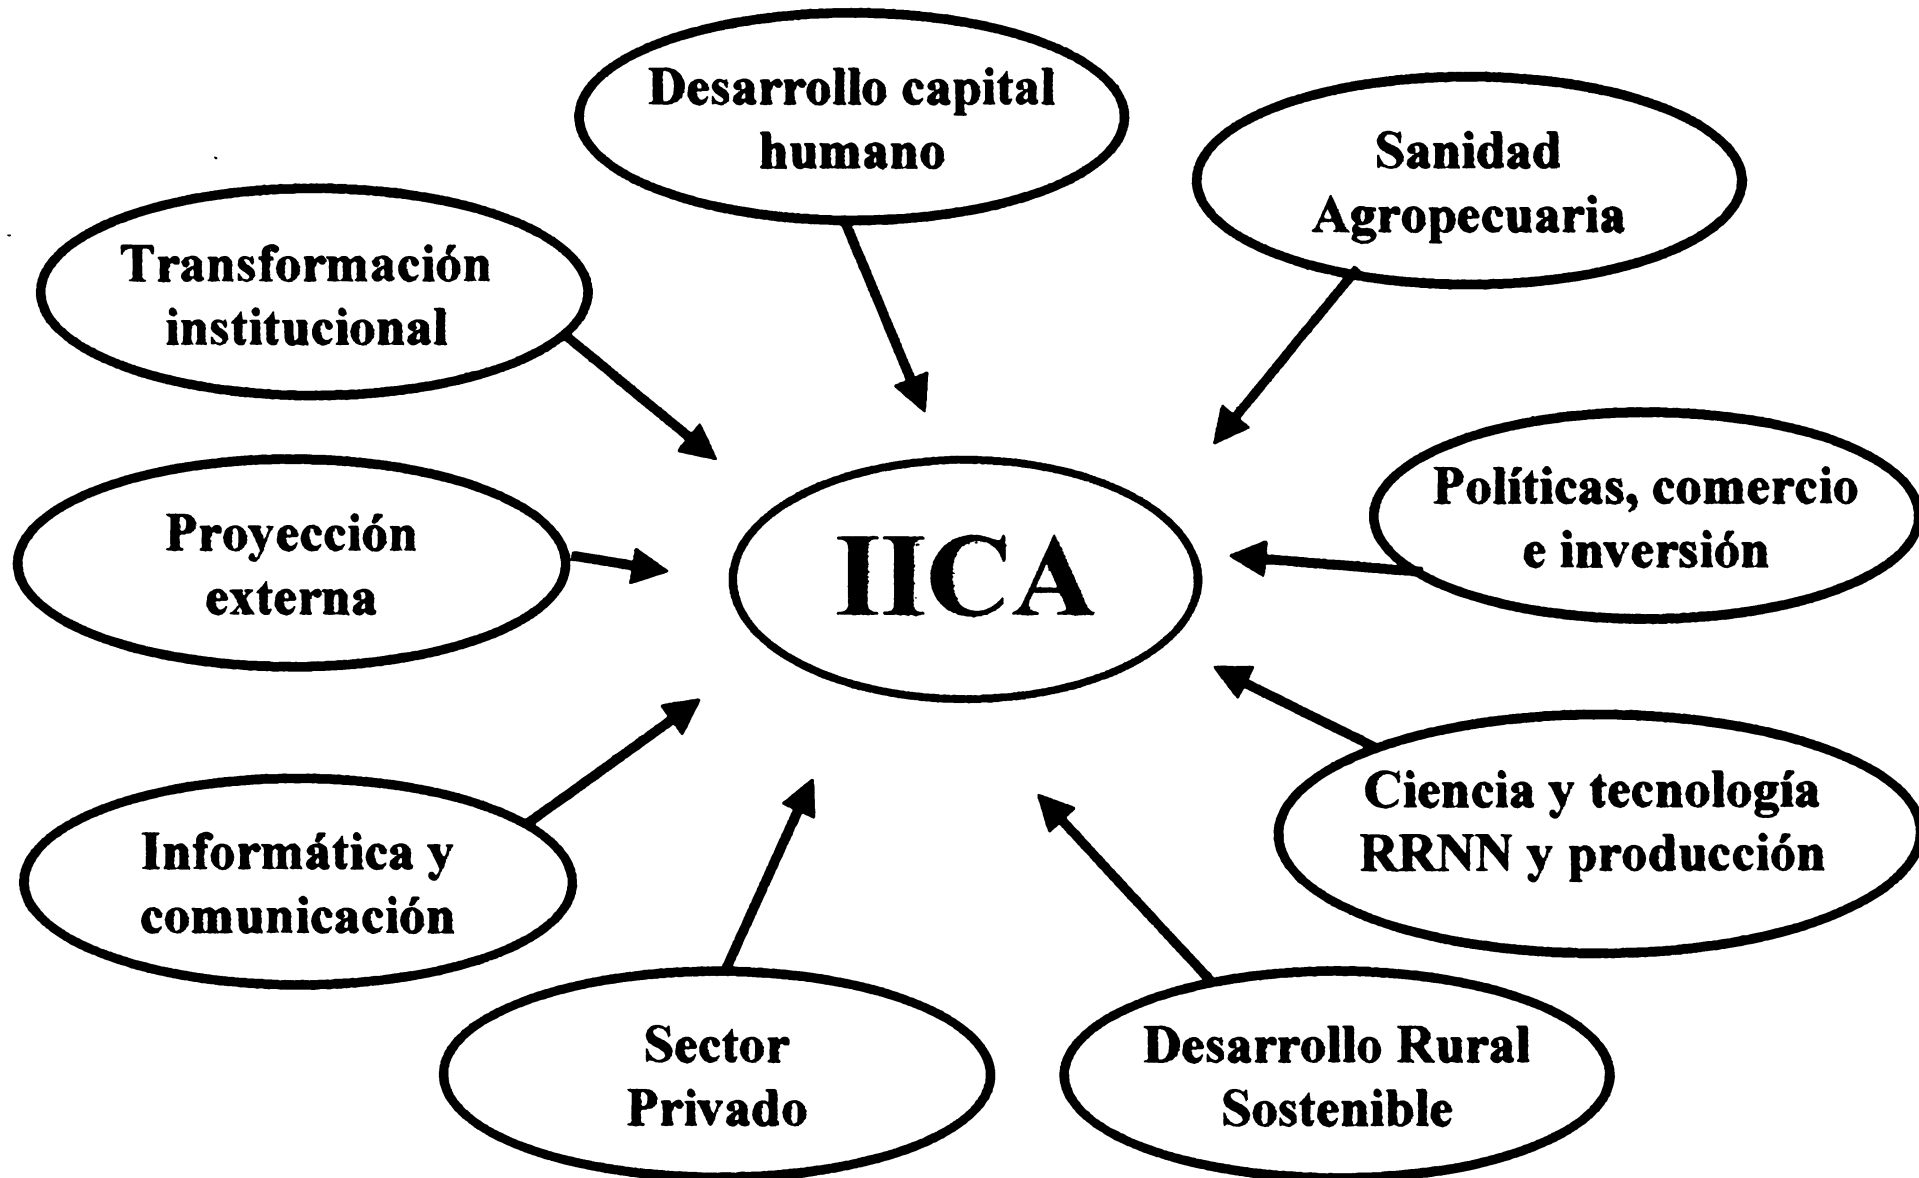 Desarrollo capital
humano
Sanidad
Agropecuaria
Transformación
institucional
Políticas, comercio
e inversión
Proyección
externa
IICA
Ciencia y tecnología
RRNN y producción
Informática y
comunicación
Sector
Privado
Desarrollo Rural
Sostenible